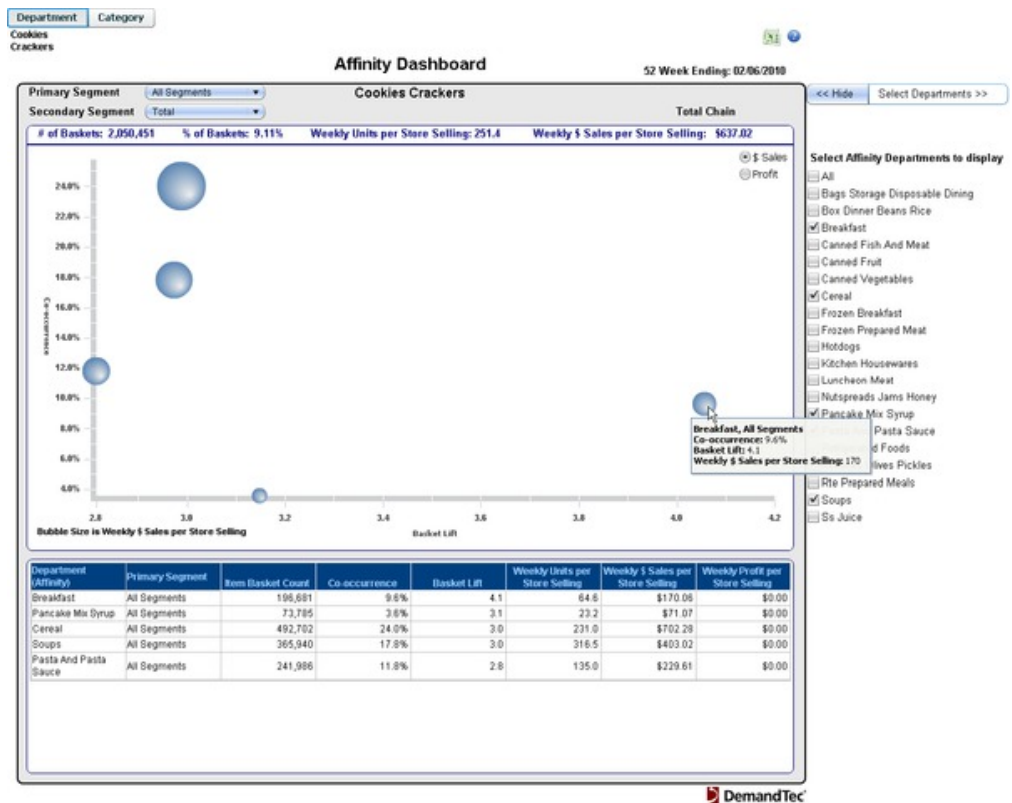 Department Category
Cookies
Crackers
Affinity Dashboard
52 Week Ending: 02/06/2010
Primary Segment All Segments Cookies Crackers
Secondary Segment Total Total Chain
<< Hide Select Departments >>
# of Baskets: 2,050,451 % of Baskets: 9.11% Weekly Units per Store Selling: 251.4 Weekly $ Sales per Store Selling: $637.02
$ Sales
Profit
24.0%
22.0%
20.0%
18.0%
16.0%
14.0%
12.0%
10.0%
8.0%
6.0%
4.0%
Co-occurrence
2.8 3.0 3.2 3.4 3.6 3.8 4.0 4.2
Bubble Size is Weekly $ Sales per Store Selling Basket Lift
Breakfast, All Segments
Co-occurrence: 9.6%
Basket Lift: 4.1
Weekly $ Sales per Store Selling: 170
Select Affinity Departments to display
All
Bags Storage Disposable Dining
Box Dinner Beans Rice
Breakfast
Canned Fish And Meat
Canned Fruit
Canned Vegetables
Cereal
Frozen Breakfast
Frozen Prepared Meat
Hotdogs
Kitchen Housewares
Luncheon Meat
Nutspreads Jams Honey
Pancake Mix Syrup
Pasta Sauce
Foods
Pickles
Rte Prepared Meals
Soups
Ss Juice
Department (Affinity) Primary Segment Item Basket Count Co-occurrence Basket Lift Weekly Units per Store Selling Weekly $ Sales per Store Selling Weekly Profit per Store Selling
Breakfast All Segments 196,681 9.6% 4.1 64.6 $170.06 $0.00
Pancake Mix Syrup All Segments 73,785 3.6% 3.1 23.2 $71.07 $0.00
Cereal All Segments 492,702 24.0% 3.0 231.0 $702.28 $0.00
Soups All Segments 365,940 17.8% 3.0 316.5 $403.02 $0.00
Pasta And Pasta Sauce All Segments 241,986 11.8% 2.8 135.0 $229.61 $0.00
DemandTec